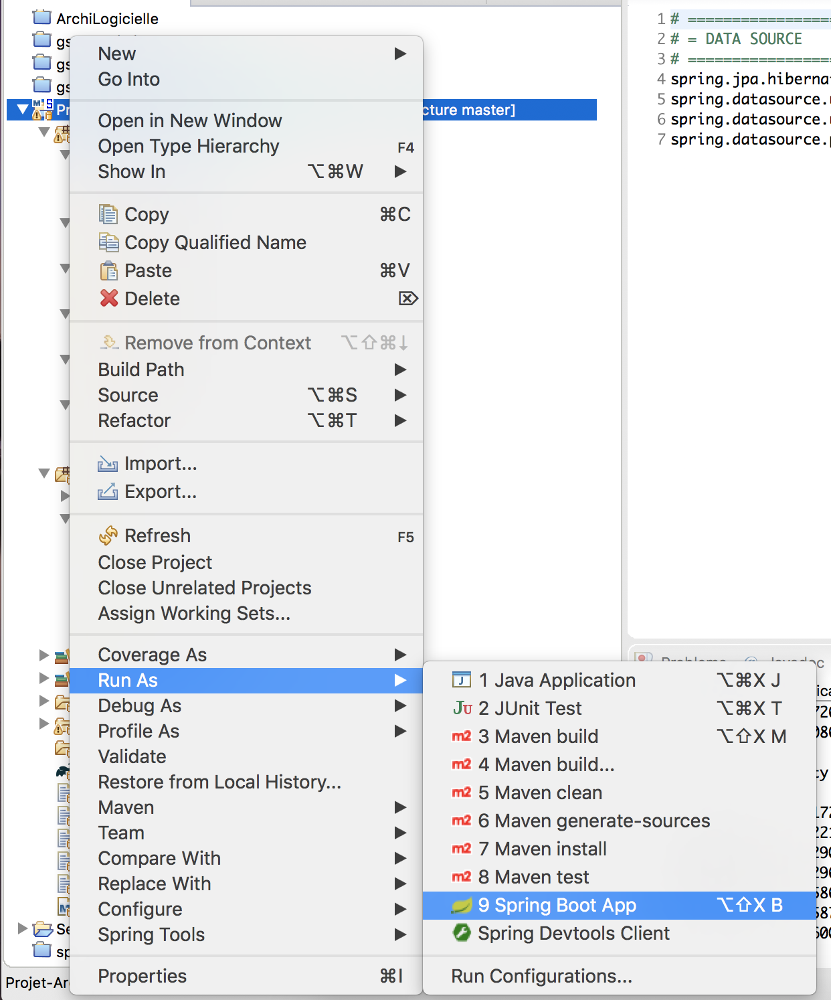 ArchiLogicielle
gs
gs
gs
Pr
cture master]
New
Go Into
Open in New Window
Open Type Hierarchy F4
Show In ⌥⌘W
Copy ⌘C
Copy Qualified Name
Paste ⌘V
Delete ⌦
Remove from Context ⌥⇧⌘↓
Build Path
Source ⌥⌘S
Refactor ⌥⌘T
Import...
Export...
Refresh F5
Close Project
Close Unrelated Projects
Assign Working Sets...
Coverage As
Run As
Debug As
Profile As
Validate
Restore from Local History...
Maven
Team
Compare With
Replace With
Configure
Spring Tools
Properties ⌘I
Se
sp
Projet-Ar
1 # ================
2 # = DATA SOURCE
3 # ================
4 spring.jpa.hiberna
5 spring.datasource.
6 spring.datasource.
7 spring.datasource.
1 Java Application ⌥⌘X J
2 JUnit Test ⌥⌘X T
3 Maven build ⌥⇧X M
4 Maven build...
5 Maven clean
6 Maven generate-sources
7 Maven install
8 Maven test
9 Spring Boot App ⌥⇧X B
Spring Devtools Client
Run Configurations...